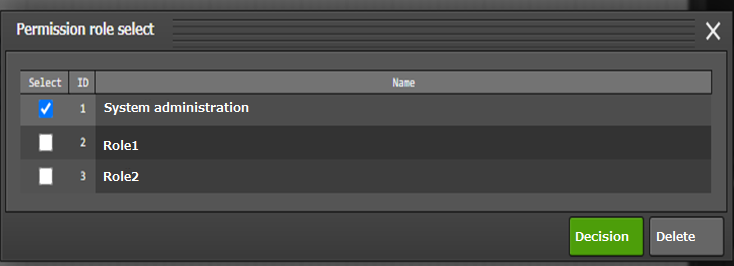 Permission role select
Select ID Name
1 System administration
2 Role1
3 Role2
Decision Delete